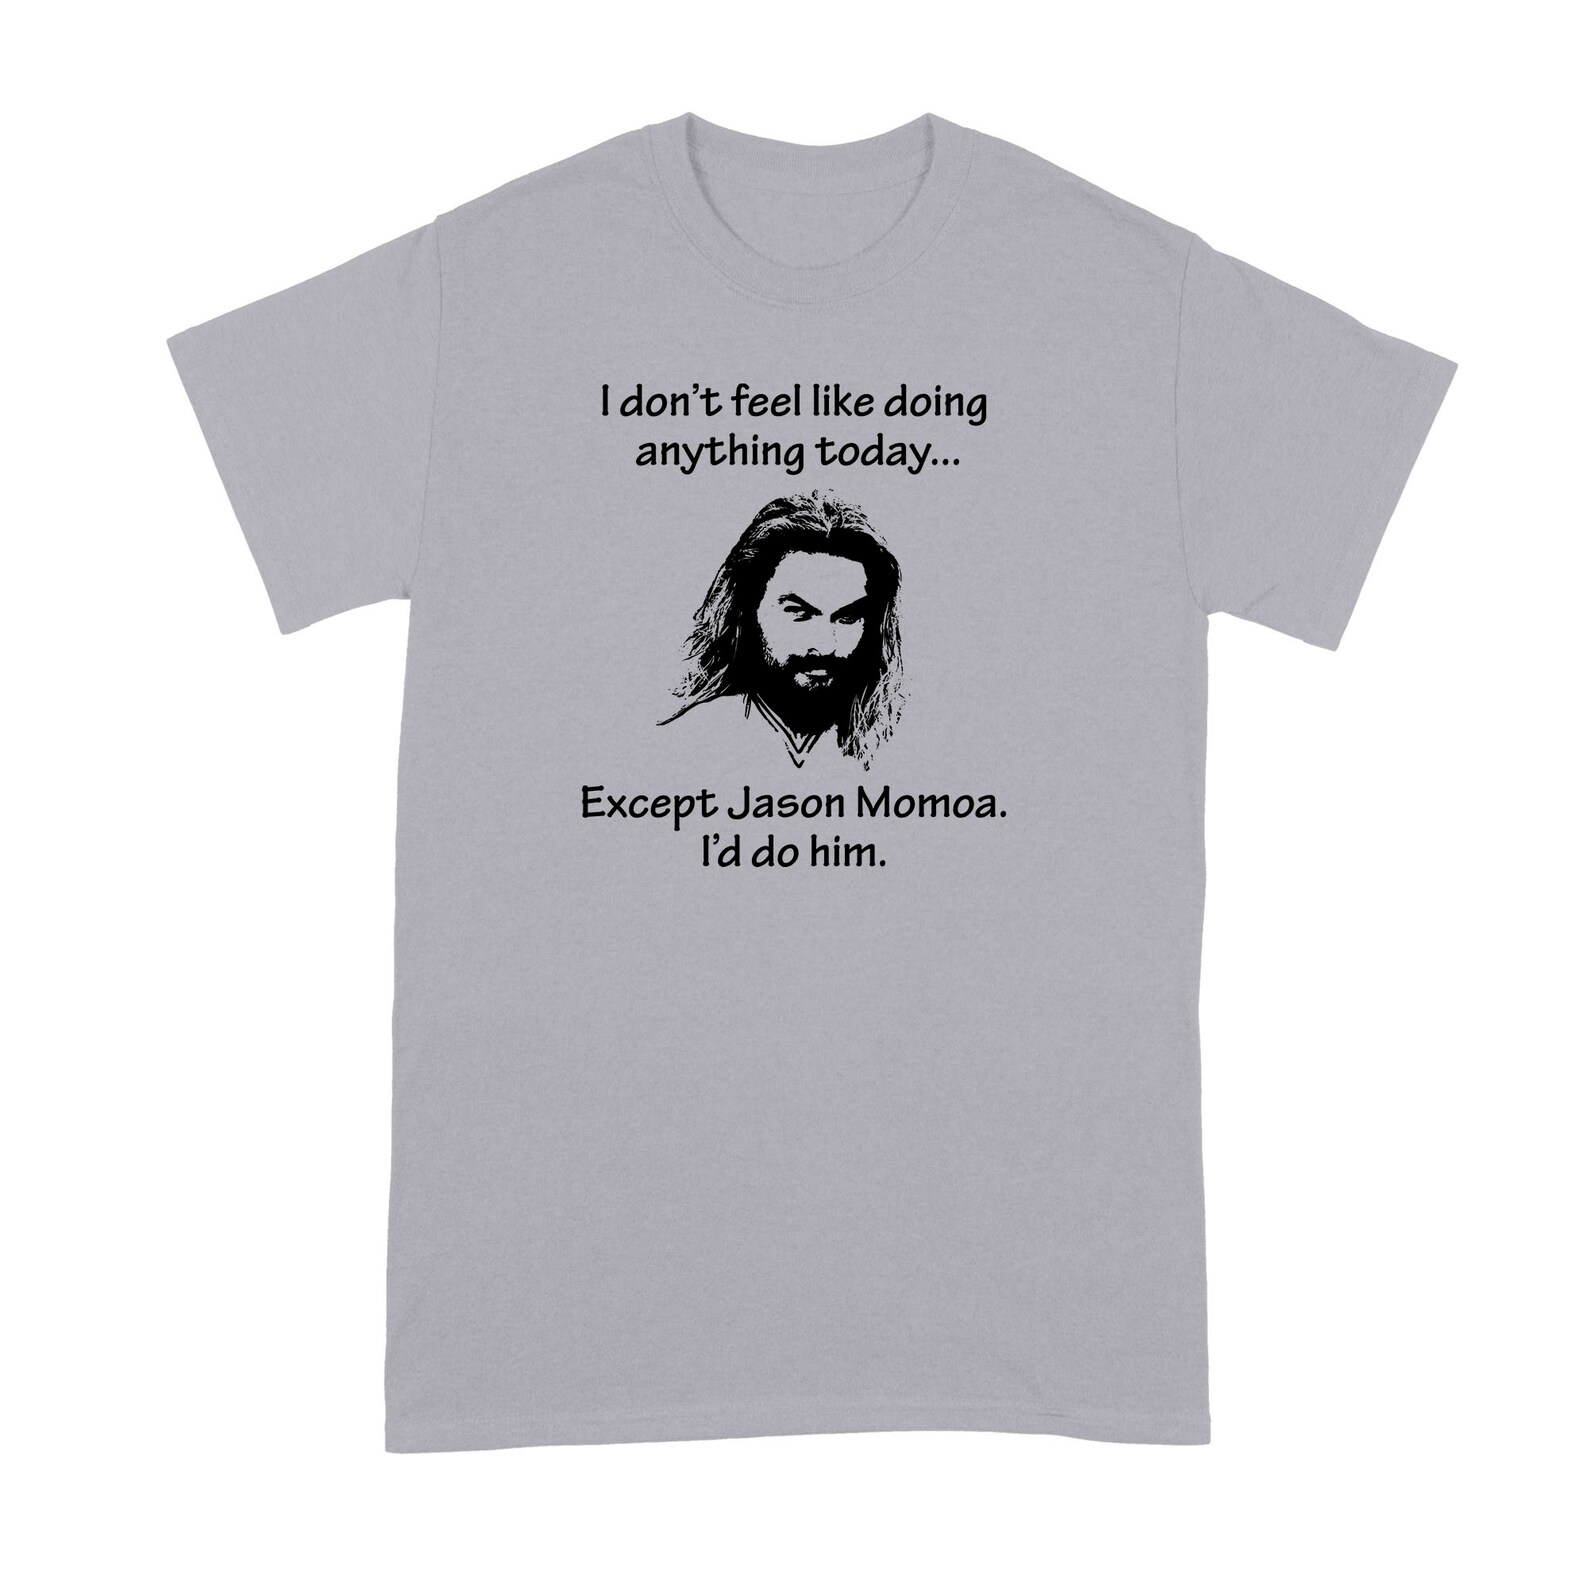 I don’t feel like doing
anything today...
Except Jason Momoa.
I’d do him.